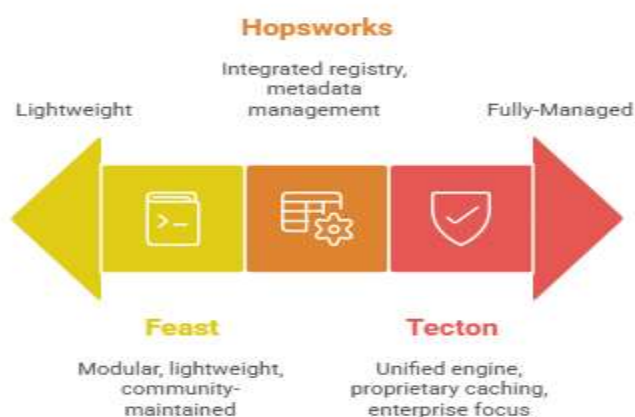 Hopsworks
Integrated registry,
metadata
management
Lightweight
Fully-Managed
>_
Feast
Modular, lightweight,
community-
maintained
Tecton
Unified engine,
proprietary caching,
enterprise focus